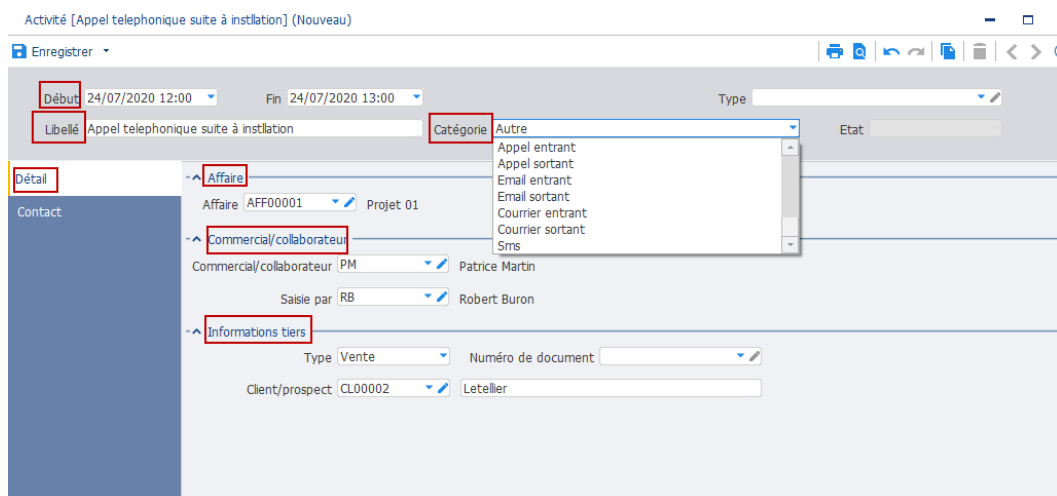 Activité [Appel telephonique suite à instllation] (Nouveau)
Enregistrer
Début 24/07/2020 12:00 Fin 24/07/2020 13:00 Type
Libellé Appel telephonique suite à instllation Catégorie Autre Etat
Appel entrant
Appel sortant
Email entrant
Email sortant
Courrier entrant
Courrier sortant
Sms
Détail
Contact
Affaire
Affaire AFF00001 Projet 01
Commercial/collaborateur
Commercial/collaborateur PM Patrice Martin
Saisie par RB Robert Buron
Informations tiers
Type Vente Numéro de document
Client/prospect CL00002 Letellier